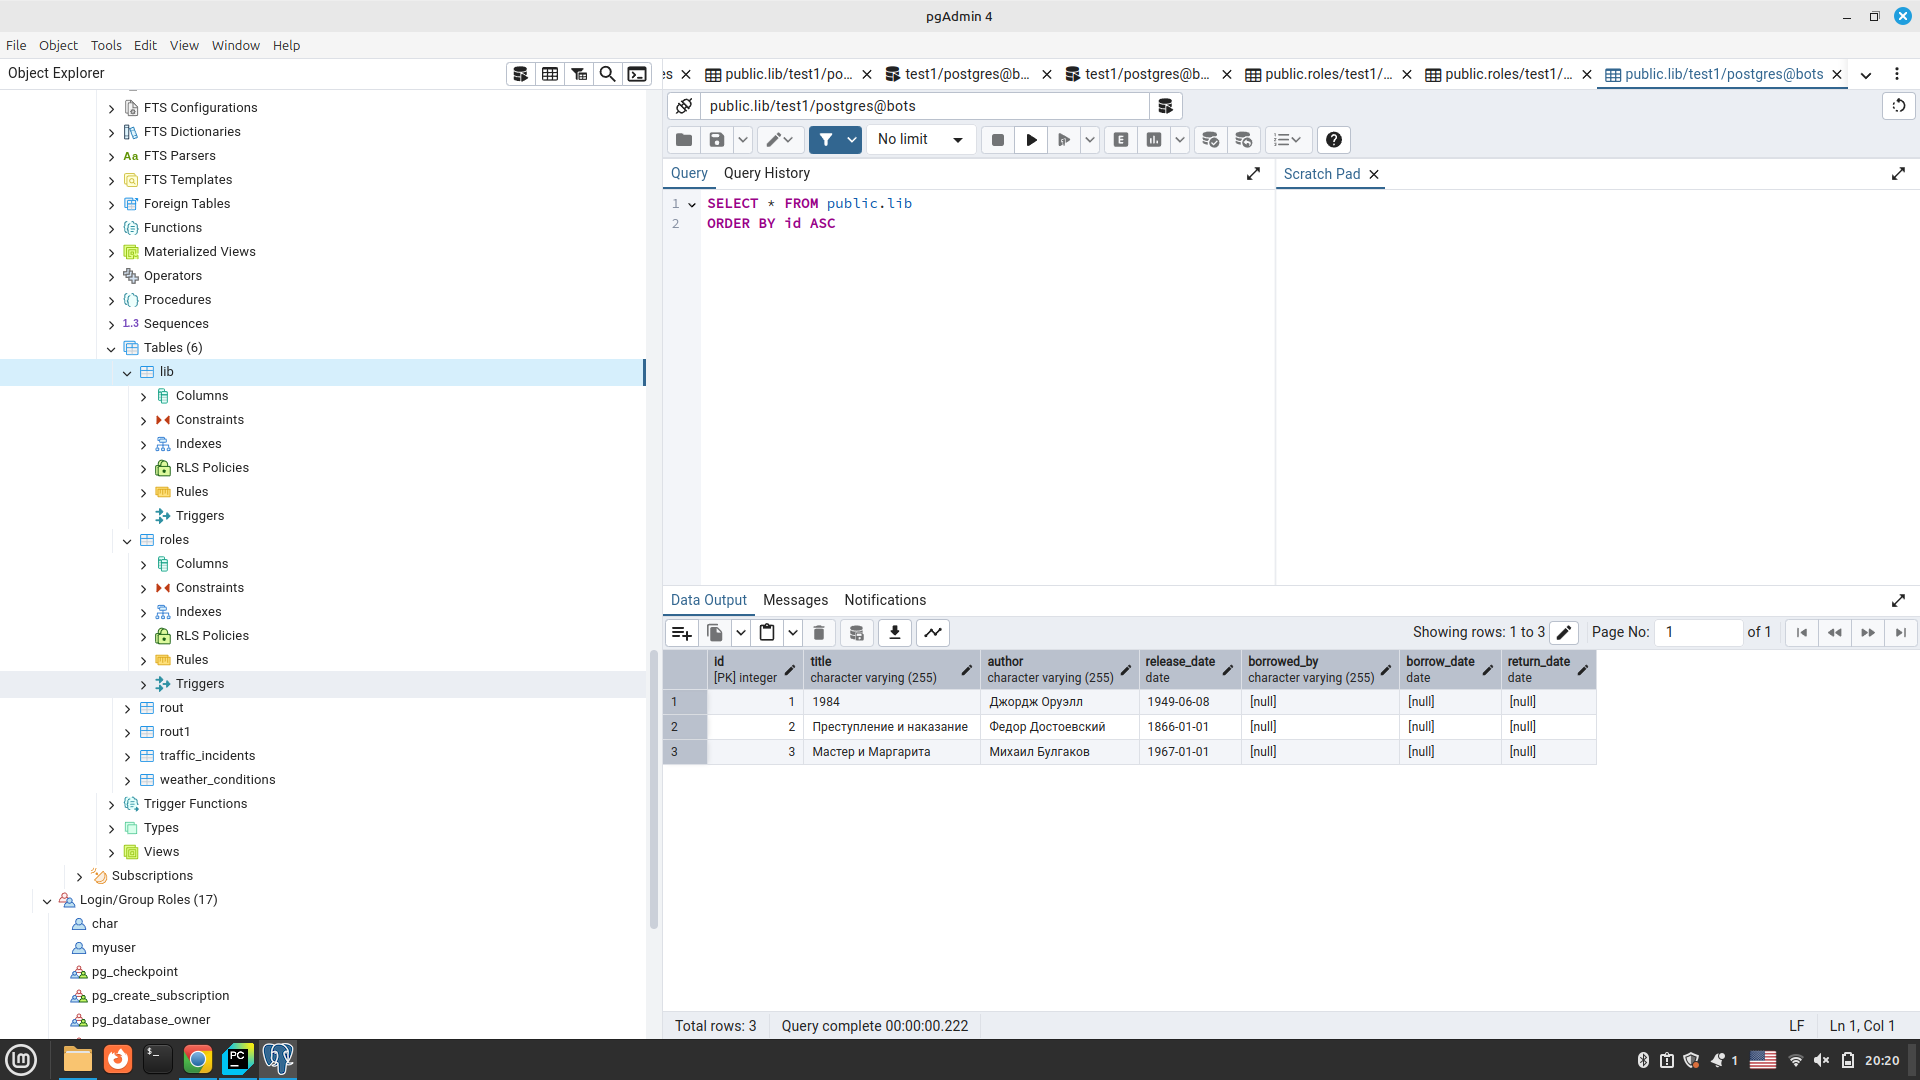 pgAdmin 4
File Object Tools Edit View Window Help
Object Explorer
es public.lib/test1/po... test1/postgres@b... test1/postgres@b... public.roles/test1/... public.roles/test1/... public.lib/test1/postgres@bots
public.lib/test1/postgres@bots
No limit
E
Query Query History
Scratch Pad
1 SELECT * FROM public.lib
2 ORDER BY id ASC
FTS Configurations
FTS Dictionaries
Aa FTS Parsers
FTS Templates
Foreign Tables
Functions
Materialized Views
Operators
Procedures
1..3 Sequences
Tables (6)
lib
Columns
Constraints
Indexes
RLS Policies
Rules
Triggers
roles
Columns
Constraints
Indexes
RLS Policies
Rules
Triggers
rout
rout1
traffic_incidents
weather_conditions
Trigger Functions
Types
Views
Subscriptions
Login/Group Roles (17)
char
myuser
pg_checkpoint
pg_create_subscription
pg_database_owner
Data Output Messages Notifications
Showing rows: 1 to 3 Page No: 1 of 1
id title author release_date borrowed_by borrow_date return_date
[PK] integer character varying (255) character varying (255) date character varying (255) date date
1 1 1984 Джордж Оруэлл 1949-06-08 [null] [null] [null]
2 2 Преступление и наказание Федор Достоевский 1866-01-01 [null] [null] [null]
3 3 Мастер и Маргарита Михаил Булгаков 1967-01-01 [null] [null] [null]
Total rows: 3 Query complete 00:00:00.222 LF Ln 1, Col 1
PC
1 20:20